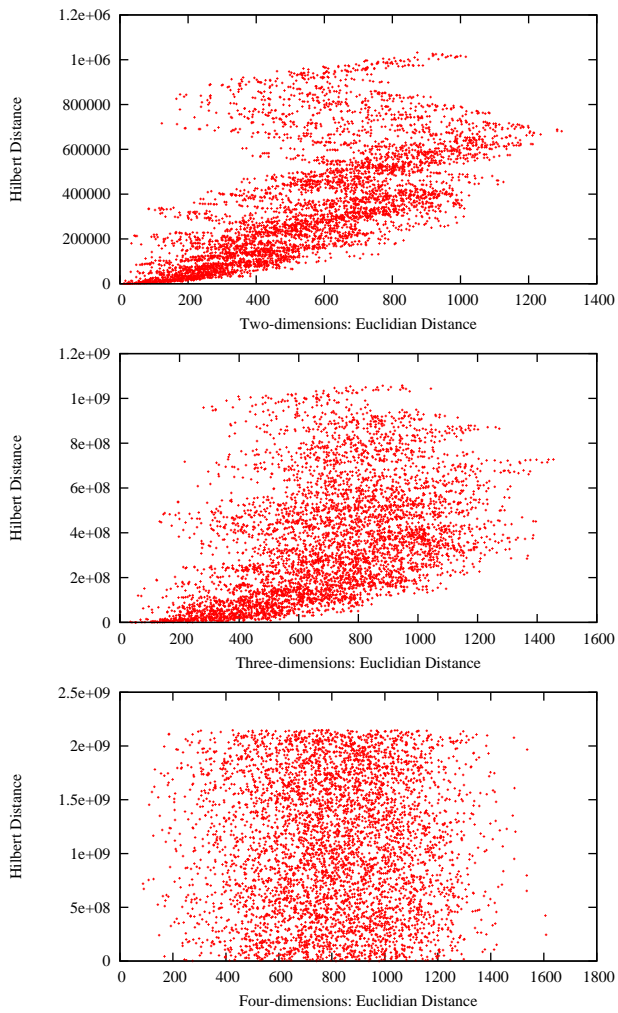 1.2e+06
1e+06
800000
600000
400000
200000
0
Hilbert Distance
0 200 400 600 800 1000 1200 1400
Two-dimensions: Euclidian Distance
1.2e+09
1e+09
8e+08
6e+08
4e+08
2e+08
0
Hilbert Distance
0 200 400 600 800 1000 1200 1400 1600
Three-dimensions: Euclidian Distance
2.5e+09
2e+09
1.5e+09
1e+09
5e+08
0
Hilbert Distance
0 200 400 600 800 1000 1200 1400 1600 1800
Four-dimensions: Euclidian Distance